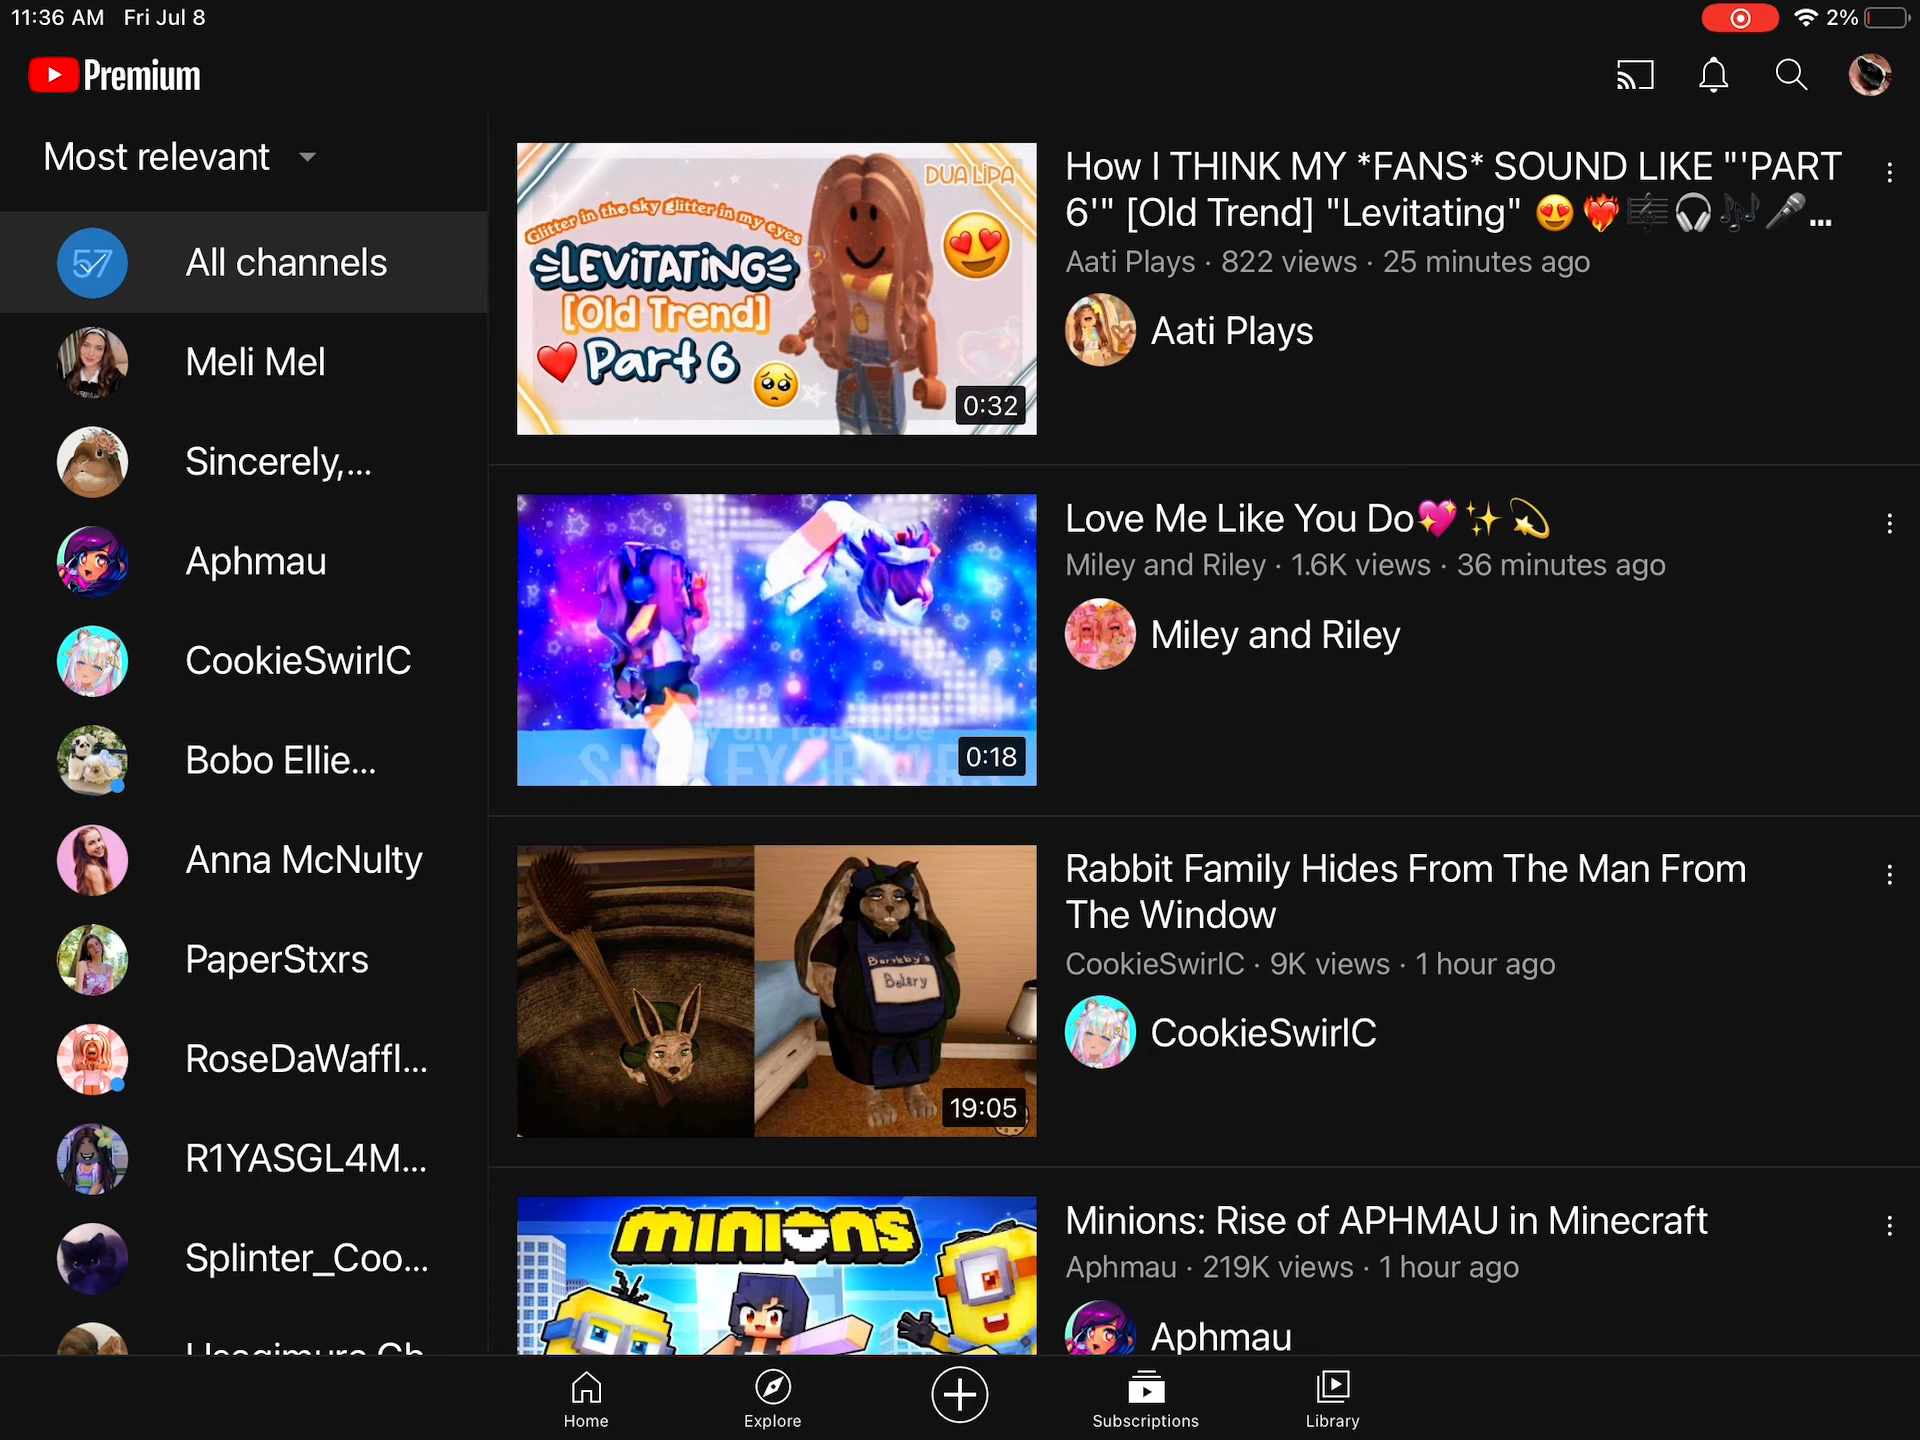 11:36 AM Fri Jul 8
2%
Premium
Most relevant
57
All channels
Meli Mel
Sincerely,...
Aphmau
CookieSwirlC
Bobo Ellie...
Anna McNulty
PaperStxrs
RoseDaWaffl...
R1YASGL4M...
Splinter_Coo...
DUA LIPA
Glitter in the sky glitter in my eyes
LEViTATiNG
[Old Trend]
Part 6
0:32
How I THINK MY *FANS* SOUND LIKE "'PART
6'" [Old Trend] "Levitating" 😍❤️‍🔥🎼🎧🎶🎤...
Aati Plays · 822 views · 25 minutes ago
Aati Plays
on YouTube
0:18
Love Me Like You Do💖✨💫
Miley and Riley · 1.6K views · 36 minutes ago
Miley and Riley
Bakery
19:05
Rabbit Family Hides From The Man From
The Window
CookieSwirlC · 9K views · 1 hour ago
CookieSwirlC
MINIONS
Minions: Rise of APHMAU in Minecraft
Aphmau · 219K views · 1 hour ago
Aphmau
Home
Explore
Subscriptions
Library